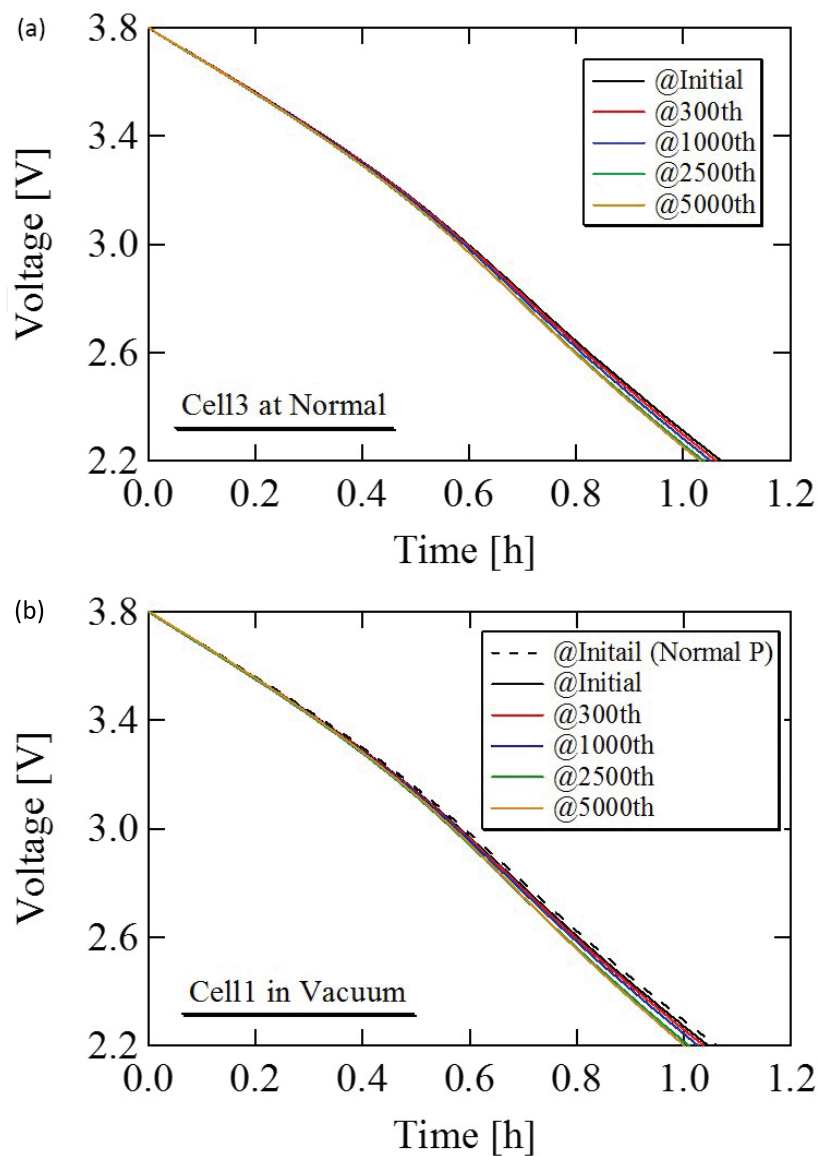 (a)
3.8
3.4
3.0
2.6
2.2
Voltage [V]
@Initial
@300th
@1000th
@2500th
@5000th
Cell3 at Normal
0.0 0.2 0.4 0.6 0.8 1.0 1.2
Time [h]
(b)
3.8
3.4
3.0
2.6
2.2
Voltage [V]
@Initail (Normal P)
@Initial
@300th
@1000th
@2500th
@5000th
Cell1 in Vacuum
0.0 0.2 0.4 0.6 0.8 1.0 1.2
Time [h]